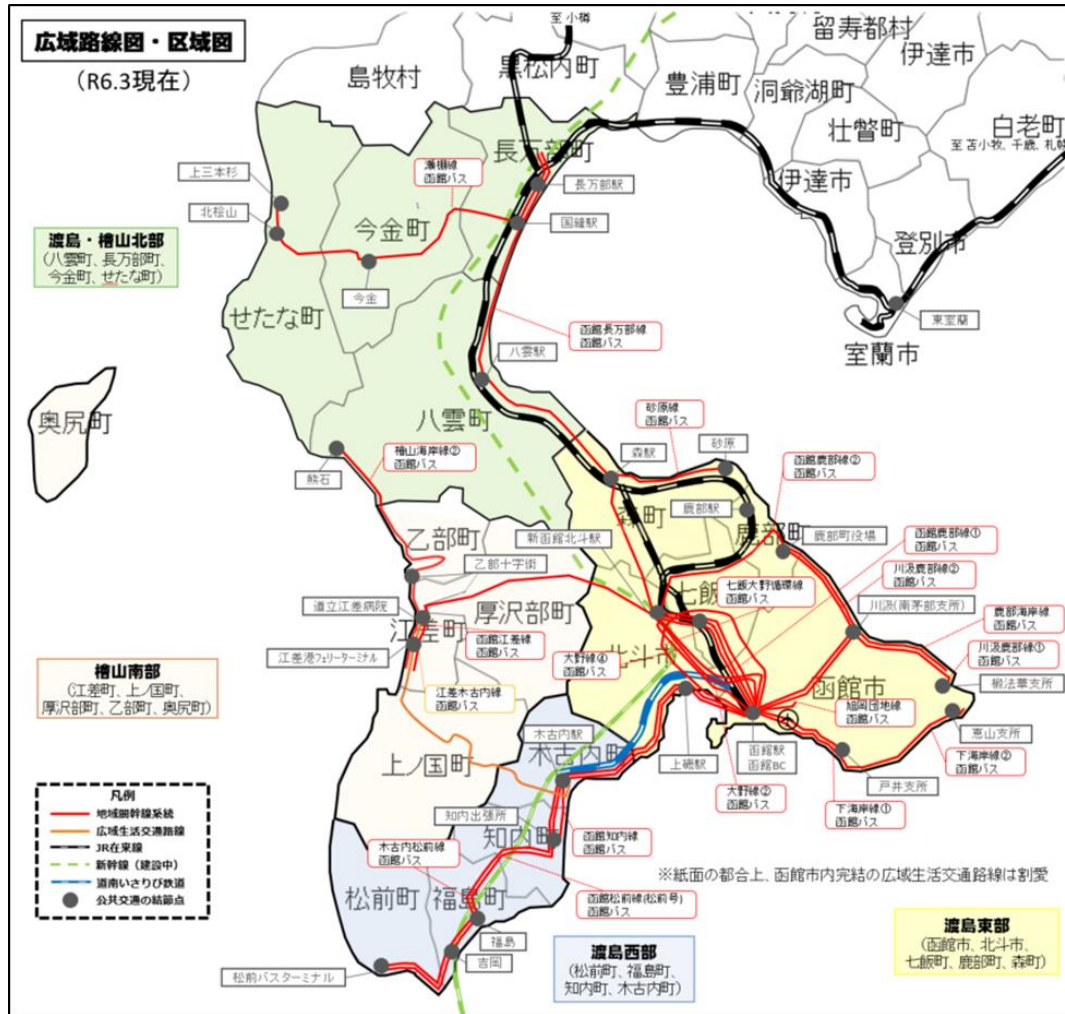 広域路線図・区域図
(R6.3現在)
至 小樽
黒松内町
島牧村
豊浦町
留寿都村
伊達市
洞爺湖町
壮瞥町
白老町
至 苫小牧、千歳、札幌
伊達市
登別市
東室蘭
室蘭市
長万部町
長万部駅
瀬棚線
函館バス
上三本杉
北桧山
国縫駅
今金町
今金
渡島・檜山北部
(八雲町、長万部町、
今金町、せたな町)
せたな町
函館長万部線
函館バス
八雲駅
八雲町
奥尻町
熊石
檜山海岸線②
函館バス
砂原線
函館バス
森駅
砂原
函館鹿部線②
函館バス
森町
鹿部駅
鹿部町
鹿部町役場
新函館北斗駅
函館鹿部線①
函館バス
乙部町
乙部十字街
七飯大野循環線
函館バス
川汲鹿部線②
函館バス
七飯
川汲(南茅部支所)
道立江差病院
厚沢部町
江差町
函館江差線
函館バス
鹿部海岸線
函館バス
江差港フェリーターミナル
大野線④
函館バス
北斗市
川汲鹿部線①
函館バス
函館市
椴法華支所
檜山南部
(江差町、上ノ国町、
厚沢部町、乙部町、奥尻町)
江差木古内線
函館バス
旭岡団地線
函館バス
恵山支所
木古内駅
木古内町
上ノ国町
上磯駅
函館駅
函館BC
戸井支所
下海岸線②
函館バス
大野線②
函館バス
下海岸線①
函館バス
凡例
地域間幹線系統
広域生活交通路線
JR在来線
新幹線(建設中)
道南いさりび鉄道
公共交通の結節点
知内出張所
知内町
函館知内線
函館バス
木古内松前線
函館バス
※紙面の都合上、函館市内完結の広域生活交通路線は割愛
松前町
福島町
函館松前線(松前号)
函館バス
福島
吉岡
松前バスターミナル
渡島西部
(松前町、福島町、
知内町、木古内町)
渡島東部
(函館市、北斗市、
七飯町、鹿部町、森町)